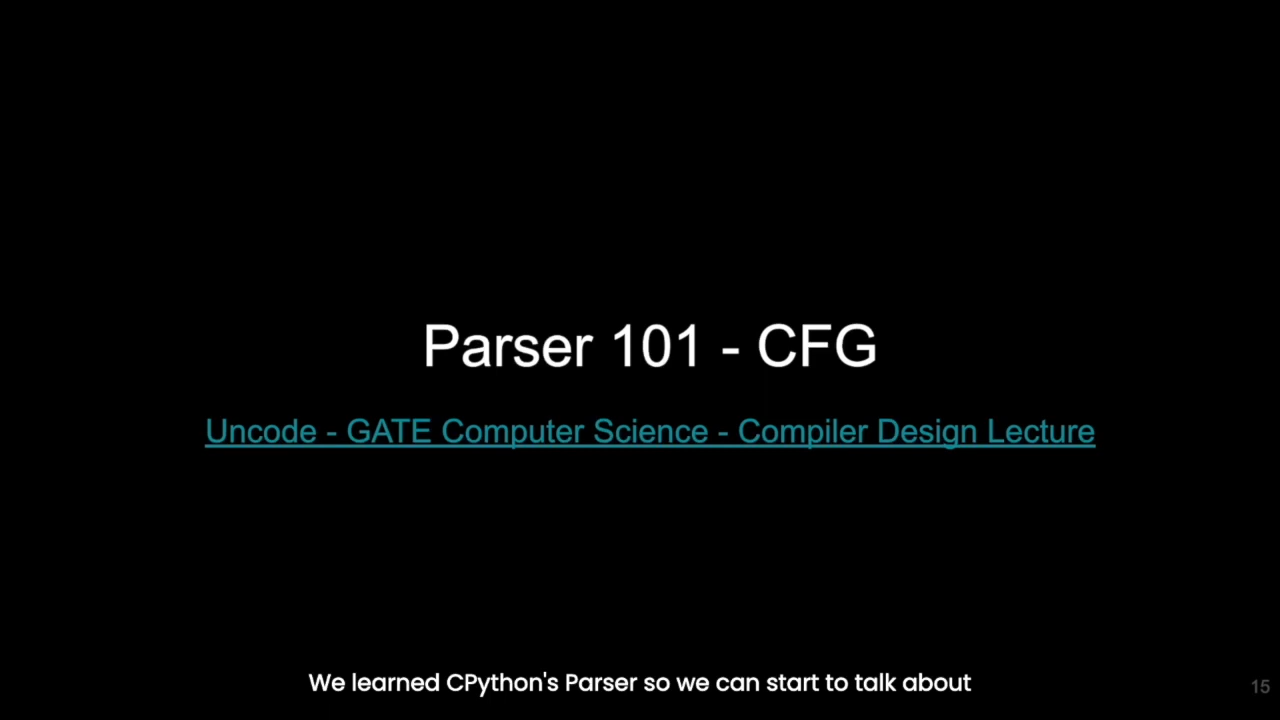 Parser 101 - CFG
Uncode - GATE Computer Science - Compiler Design Lecture
We learned CPython's Parser so we can start to talk about
15